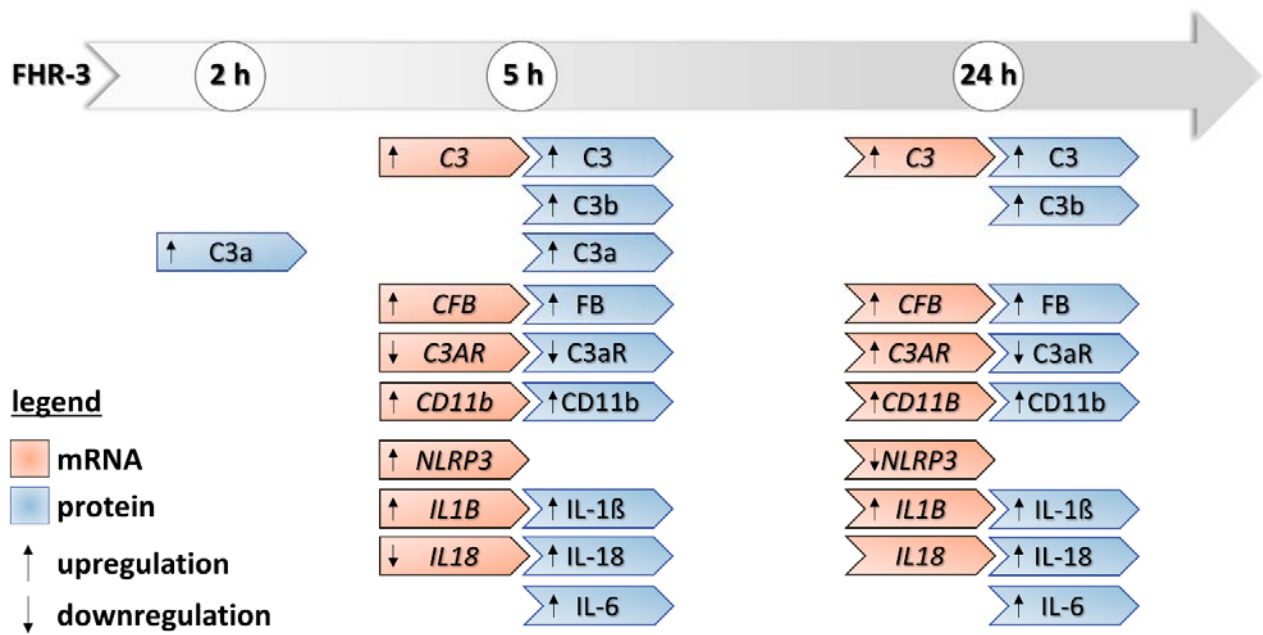 FHR-3 2 h 5 h 24 h
↑ C3 ↑ C3 ↑ C3 ↑ C3
↑ C3b ↑ C3b
↑ C3a ↑ C3a
↑ CFB ↑ FB ↑ CFB ↑ FB
↓ C3AR ↓ C3aR ↑ C3AR ↓ C3aR
↑ CD11b ↑ CD11b ↑ CD11B ↑ CD11b
↑ NLRP3 ↓ NLRP3
↑ IL1B ↑ IL-1ß ↑ IL1B ↑ IL-1ß
↓ IL18 ↑ IL-18 IL18 ↑ IL-18
↑ IL-6 ↑ IL-6
legend
mRNA
protein
↑ upregulation
↓ downregulation